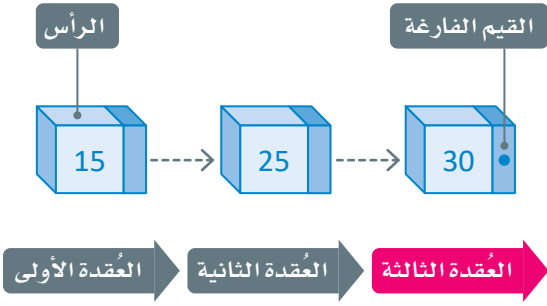 الرأس
القيم الفارغة
15
25
30
العُقدة الأولى
العُقدة الثانية
العُقدة الثالثة